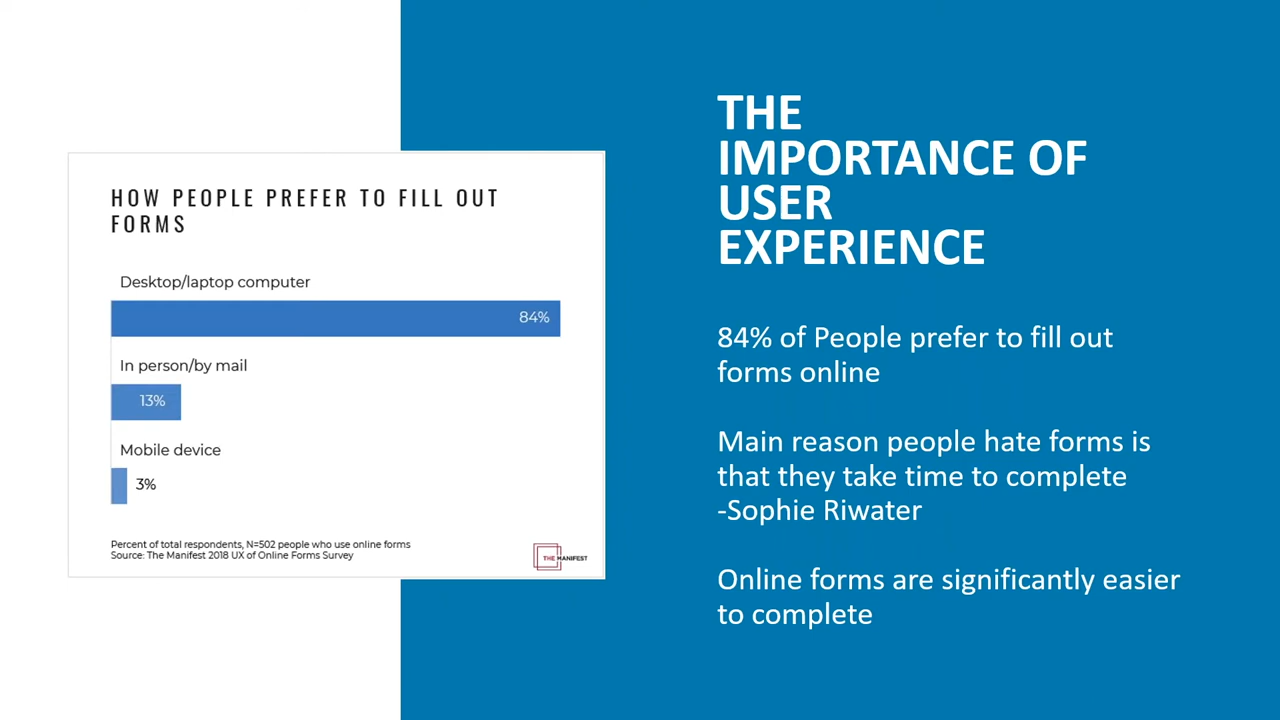 HOW PEOPLE PREFER TO FILL OUT
FORMS
Desktop/laptop computer
84%
In person/by mail
13%
Mobile device
3%
Percent of total respondents, N=502 people who use online forms
Source: The Manifest 2018 UX of Online Forms Survey
THE MANIFEST
THE
IMPORTANCE OF
USER
EXPERIENCE
84% of People prefer to fill out
forms online
Main reason people hate forms is
that they take time to complete
-Sophie Riwater
Online forms are significantly easier
to complete